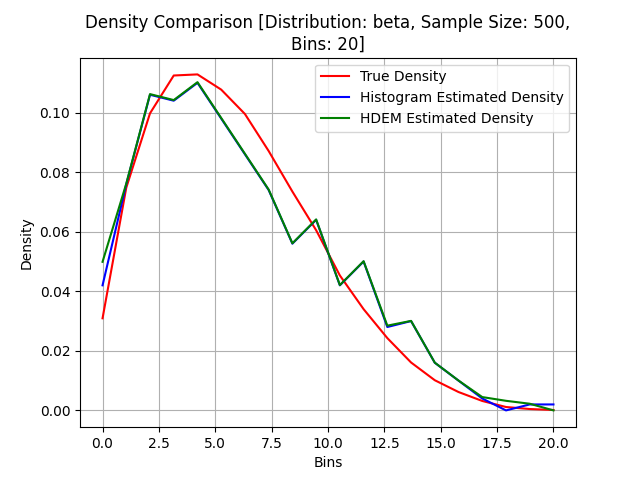 Density Comparison [Distribution: beta, Sample Size: 500,
Bins: 20]
True Density
Histogram Estimated Density
HDEM Estimated Density
Density
0.10
0.08
0.06
0.04
0.02
0.00
0.0 2.5 5.0 7.5 10.0 12.5 15.0 17.5 20.0
Bins